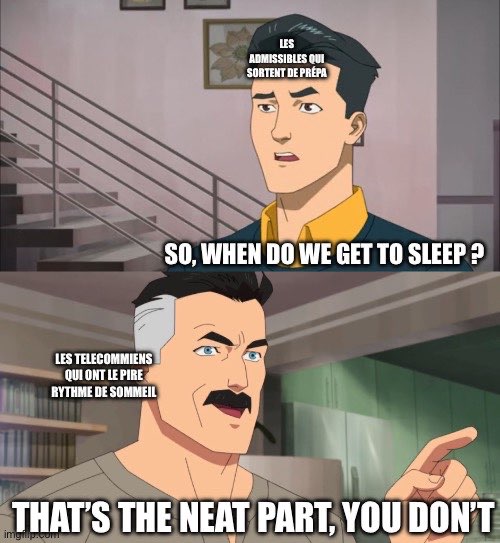 LES
ADMISSIBLES QUI
SORTENT DE PRÉPA
SO, WHEN DO WE GET TO SLEEP ?
LES TELECOMMIENS
QUI ONT LE PIRE
RYTHME DE SOMMEIL
THAT'S THE NEAT PART, YOU DON'T
imgflip.com